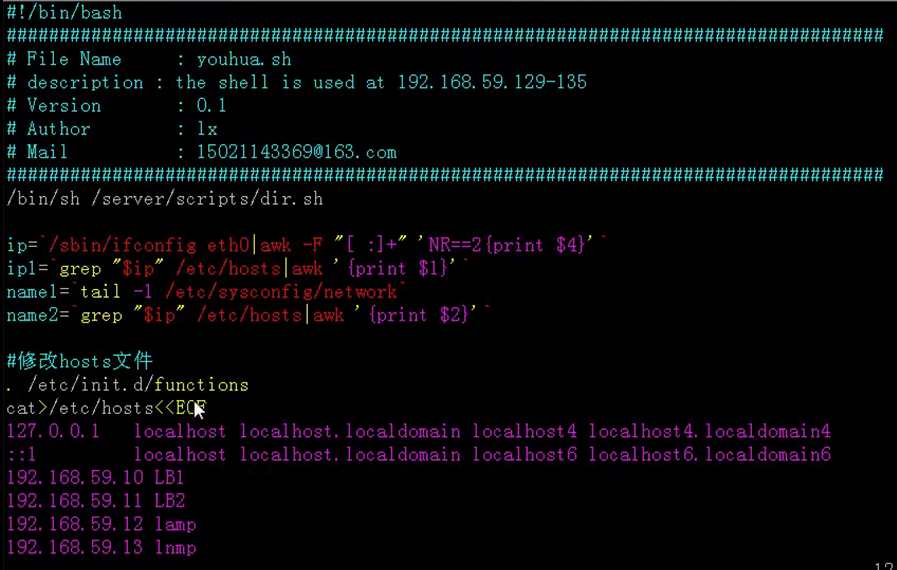 #!/bin/bash
###################################################################################
# File Name     : youhua.sh
# description : the shell is used at 192.168.59.129-135
# Version       : 0.1
# Author        : lx
# Mail          : 15021143369@163.com
###################################################################################
/bin/sh /server/scripts/dir.sh
ip=`/sbin/ifconfig eth0|awk -F "[ :]+" 'NR==2{print $4}'`
ip1=`grep "$ip" /etc/hosts|awk '{print $1}'`
name1=`tail -1 /etc/sysconfig/network`
name2=`grep "$ip" /etc/hosts|awk '{print $2}'`
#修改hosts文件
. /etc/init.d/functions
cat>/etc/hosts<<EOF
127.0.0.1   localhost localhost.localdomain localhost4 localhost4.localdomain4
::1         localhost localhost.localdomain localhost6 localhost6.localdomain6
192.168.59.10 LB1
192.168.59.11 LB2
192.168.59.12 lamp
192.168.59.13 lnmp